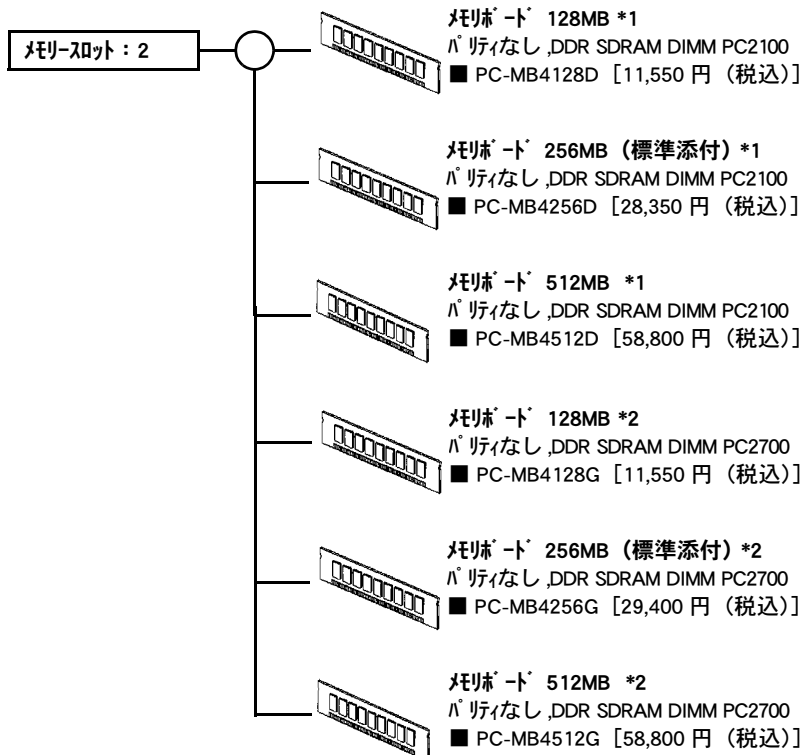 メモリースロット：2
ﾒﾓﾘﾎﾞｰﾄﾞ 128MB *1
ﾊﾟﾘﾃｨなし ,DDR SDRAM DIMM PC2100
■ PC-MB4128D ［11,550 円 （税込）］
ﾒﾓﾘﾎﾞｰﾄﾞ 256MB （標準添付） *1
ﾊﾟﾘﾃｨなし ,DDR SDRAM DIMM PC2100
■ PC-MB4256D ［28,350 円 （税込）］
ﾒﾓﾘﾎﾞｰﾄﾞ 512MB *1
ﾊﾟﾘﾃｨなし ,DDR SDRAM DIMM PC2100
■ PC-MB4512D ［58,800 円 （税込）］
ﾒﾓﾘﾎﾞｰﾄﾞ 128MB *2
ﾊﾟﾘﾃｨなし ,DDR SDRAM DIMM PC2700
■ PC-MB4128G ［11,550 円 （税込）］
ﾒﾓﾘﾎﾞｰﾄﾞ 256MB （標準添付） *2
ﾊﾟﾘﾃｨなし ,DDR SDRAM DIMM PC2700
■ PC-MB4256G ［29,400 円 （税込）］
ﾒﾓﾘﾎﾞｰﾄﾞ 512MB *2
ﾊﾟﾘﾃｨなし ,DDR SDRAM DIMM PC2700
■ PC-MB4512G ［58,800 円 （税込）］